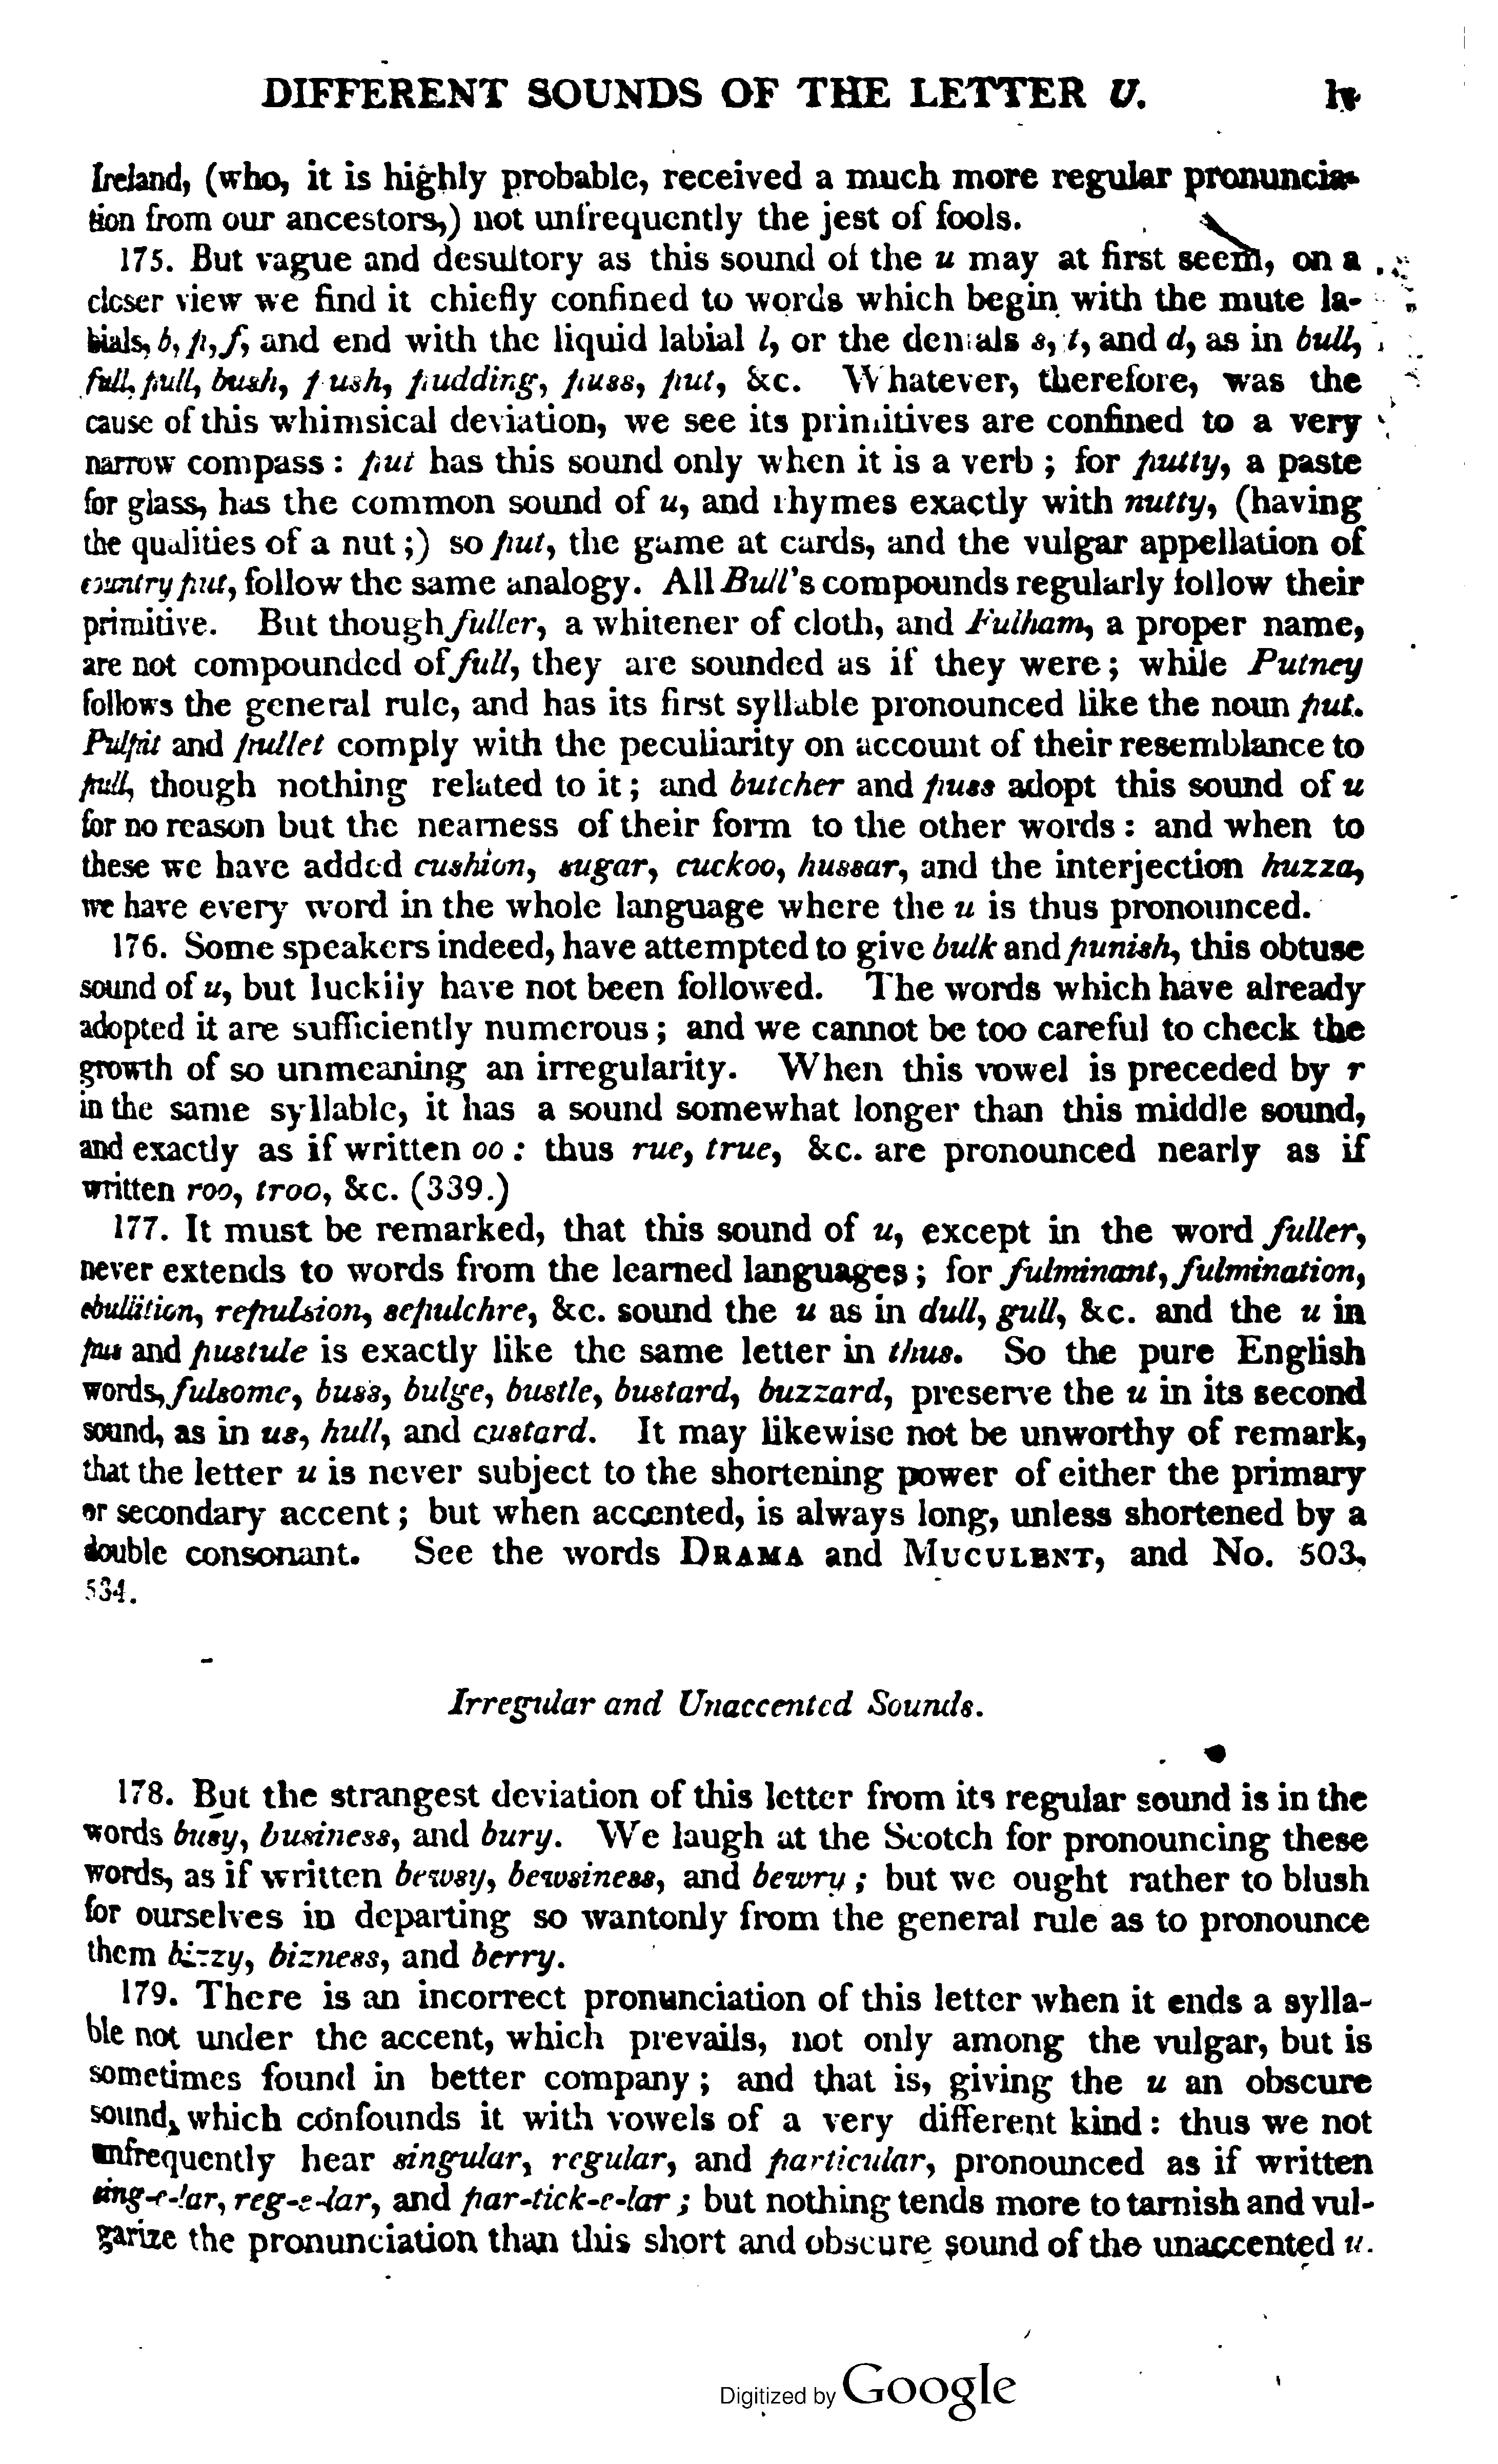 DIFFERENT SOUNDS OF THE LETTER U. lv
Ireland, (who, it is highly probable, received a much more regular pronuncia-
tion from our ancestors,) not unfrequently the jest of fools.
175. But vague and desultory as this sound of the u may at first seem, on a
closer view we find it chiefly confined to words which begin with the mute la-
bials, b, p, f, and end with the liquid labial l, or the dentals s, t, and d, as in bull,
full, pull, bush, push, pudding, puss, put, &c. Whatever, therefore, was the
cause of this whimsical deviation, we see its primitives are confined to a very
narrow compass : put has this sound only when it is a verb ; for putty, a paste
for glass, has the common sound of u, and rhymes exactly with nutty, (having
the qualities of a nut ;) so put, the game at cards, and the vulgar appellation of
country put, follow the same analogy. All Bull's compounds regularly follow their
primitive. But though fuller, a whitener of cloth, and Fulham, a proper name,
are not compounded of full, they are sounded as if they were ; while Putney
follows the general rule, and has its first syllable pronounced like the noun put.
Pulpit and pullet comply with the peculiarity on account of their resemblance to
pull, though nothing related to it ; and butcher and puss adopt this sound of u
for no reason but the nearness of their form to the other words : and when to
these we have added cushion, sugar, cuckoo, hussar, and the interjection huzza,
we have every word in the whole language where the u is thus pronounced.
176. Some speakers indeed, have attempted to give bulk and punish, this obtuse
sound of u, but luckily have not been followed. The words which have already
adopted it are sufficiently numerous ; and we cannot be too careful to check the
growth of so unmeaning an irregularity. When this vowel is preceded by r
in the same syllable, it has a sound somewhat longer than this middle sound,
and exactly as if written oo : thus rue, true, &c. are pronounced nearly as if
written roo, troo, &c. (339.)
177. It must be remarked, that this sound of u, except in the word fuller,
never extends to words from the learned languages ; for fulminant, fulmination,
ebullition, repulsion, sepulchre, &c. sound the u as in dull, gull, &c. and the u in
pus and pustule is exactly like the same letter in thus. So the pure English
words, fulsome, buss, bulge, bustle, bustard, buzzard, preserve the u in its second
sound, as in us, hull, and custard. It may likewise not be unworthy of remark,
that the letter u is never subject to the shortening power of either the primary
or secondary accent ; but when accented, is always long, unless shortened by a
double consonant. See the words DRAMA and MUCULENT, and No. 503,
534.
Irregular and Unaccented Sounds.
178. But the strangest deviation of this letter from its regular sound is in the
words busy, business, and bury. We laugh at the Scotch for pronouncing these
words, as if written bewsy, bewsiness, and bewry ; but we ought rather to blush
for ourselves in departing so wantonly from the general rule as to pronounce
them bizzy, bizness, and berry.
179. There is an incorrect pronunciation of this letter when it ends a sylla-
ble not under the accent, which prevails, not only among the vulgar, but is
sometimes found in better company ; and that is, giving the u an obscure
sound, which confounds it with vowels of a very different kind : thus we not
unfrequently hear singular, regular, and particular, pronounced as if written
sing-e-lar, reg-e-lar, and par-tick-e-lar ; but nothing tends more to tarnish and vul-
garize the pronunciation than this short and obscure sound of the unaccented u.
Digitized by Google